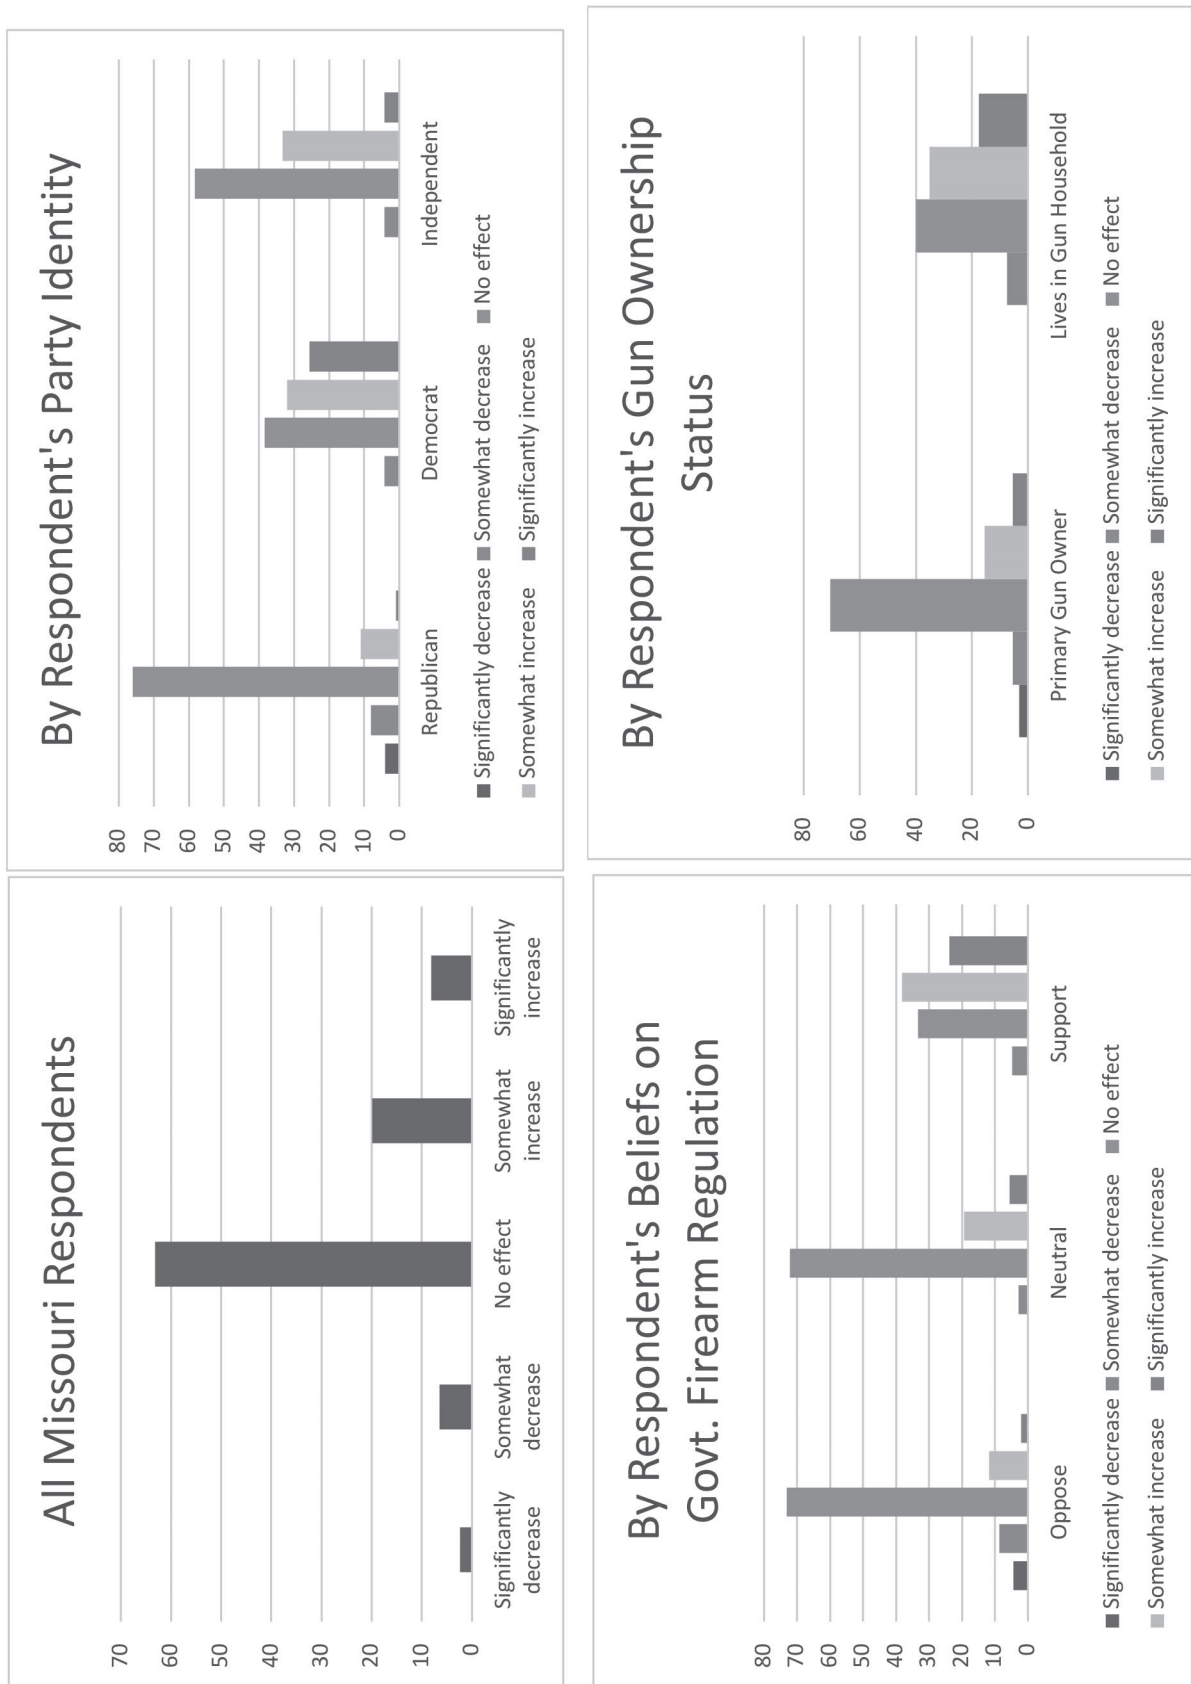 All Missouri Respondents
70
60
50
40
30
20
10
0
Significantly
decrease
Somewhat
decrease
No effect
Somewhat
increase
Significantly
increase
By Respondent's Party Identity
80
70
60
50
40
30
20
10
0
Republican
Democrat
Independent
Significantly decrease
Somewhat decrease
No effect
Somewhat increase
Significantly increase
By Respondent's Beliefs on
Govt. Firearm Regulation
80
70
60
50
40
30
20
10
0
Oppose
Neutral
Support
Significantly decrease
Somewhat decrease
No effect
Somewhat increase
Significantly increase
By Respondent's Gun Ownership
Status
80
60
40
20
0
Primary Gun Owner
Lives in Gun Household
Significantly decrease
Somewhat decrease
No effect
Somewhat increase
Significantly increase